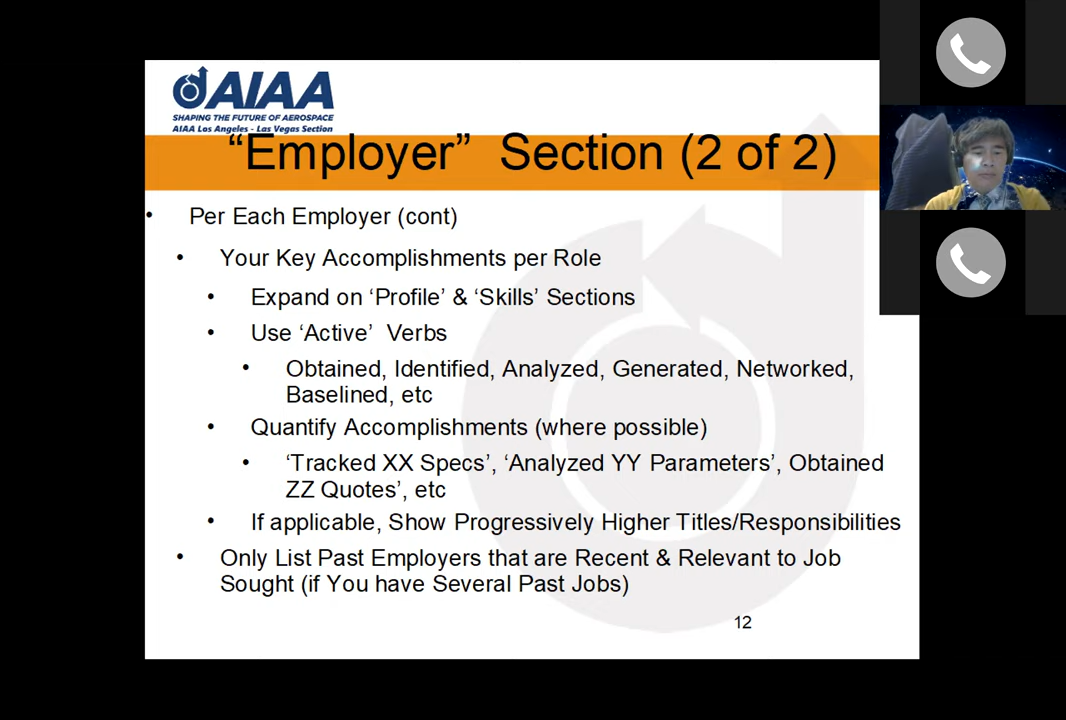 AIAA
SHAPING THE FUTURE OF AEROSPACE
AIAA Los Angeles - Las Vegas Section
“Employer” Section (2 of 2)
• Per Each Employer (cont)
• Your Key Accomplishments per Role
• Expand on ‘Profile’ & ‘Skills’ Sections
• Use ‘Active’ Verbs
• Obtained, Identified, Analyzed, Generated, Networked,
Baselined, etc
• Quantify Accomplishments (where possible)
• ‘Tracked XX Specs’, ‘Analyzed YY Parameters’, Obtained
ZZ Quotes’, etc
• If applicable, Show Progressively Higher Titles/Responsibilities
• Only List Past Employers that are Recent & Relevant to Job
Sought (if You have Several Past Jobs)
12